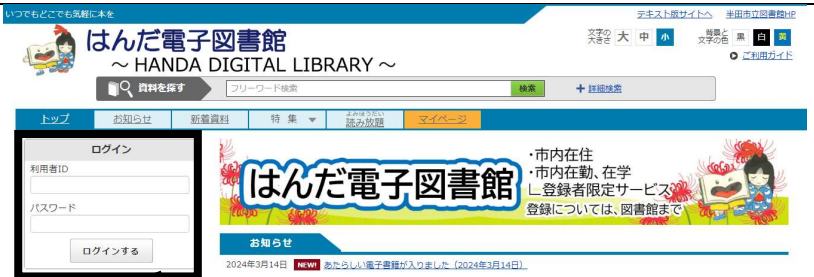 いつでもどこでも気軽に本を
テキスト版サイトへ 半田市立図書館HP
はんだ電子図書館
～ HANDA DIGITAL LIBRARY ～
文字の大きさ 大 中 小 背景と文字の色 黒 白 黄
ご利用ガイド
資料を探す フリーワード検索 検索 + 詳細検索
トップ お知らせ 新着資料 特集 ▼ 読み放題 よみほうだい マイページ
ログイン
利用者ID
パスワード
ログインする
はんだ電子図書館
・市内在住
・市内在勤、在学
∟登録者限定サービス
登録については、図書館まで
お知らせ
2024年3月14日 NEW! あたらしい電子書籍が入りました（2024年3月14日）